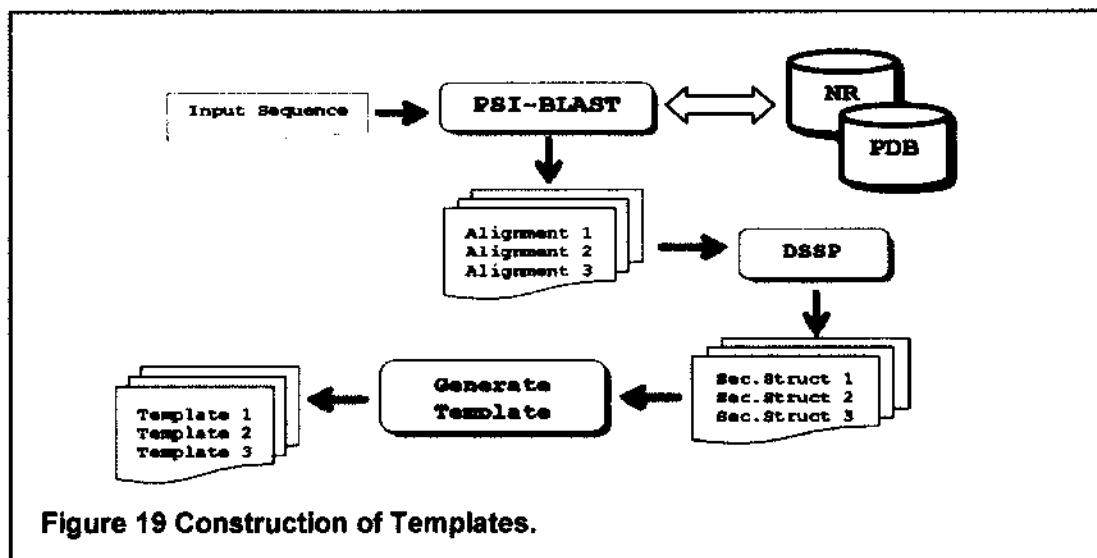 Input Sequence
PSI-BLAST
NR
PDB
Alignment 1
Alignment 2
Alignment 3
DSSP
Sec.Struct 1
Sec.Struct 2
Sec.Struct 3
Generate
Template
Template 1
Template 2
Template 3
Figure 19 Construction of Templates.